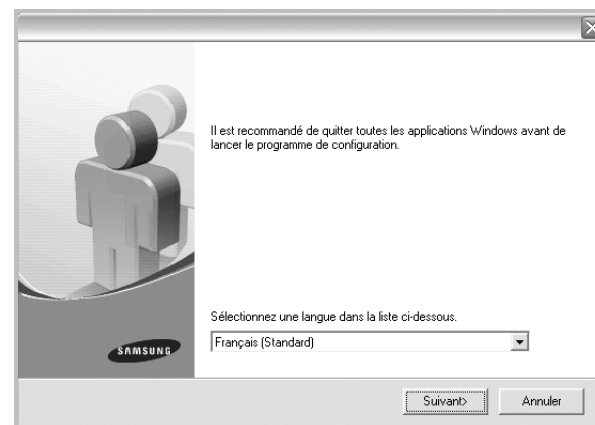 Il est recommandé de quitter toutes les applications Windows avant de
lancer le programme de configuration.
Sélectionnez une langue dans la liste ci-dessous.
Français (Standard)
SAMSUNG
Suivant>
Annuler